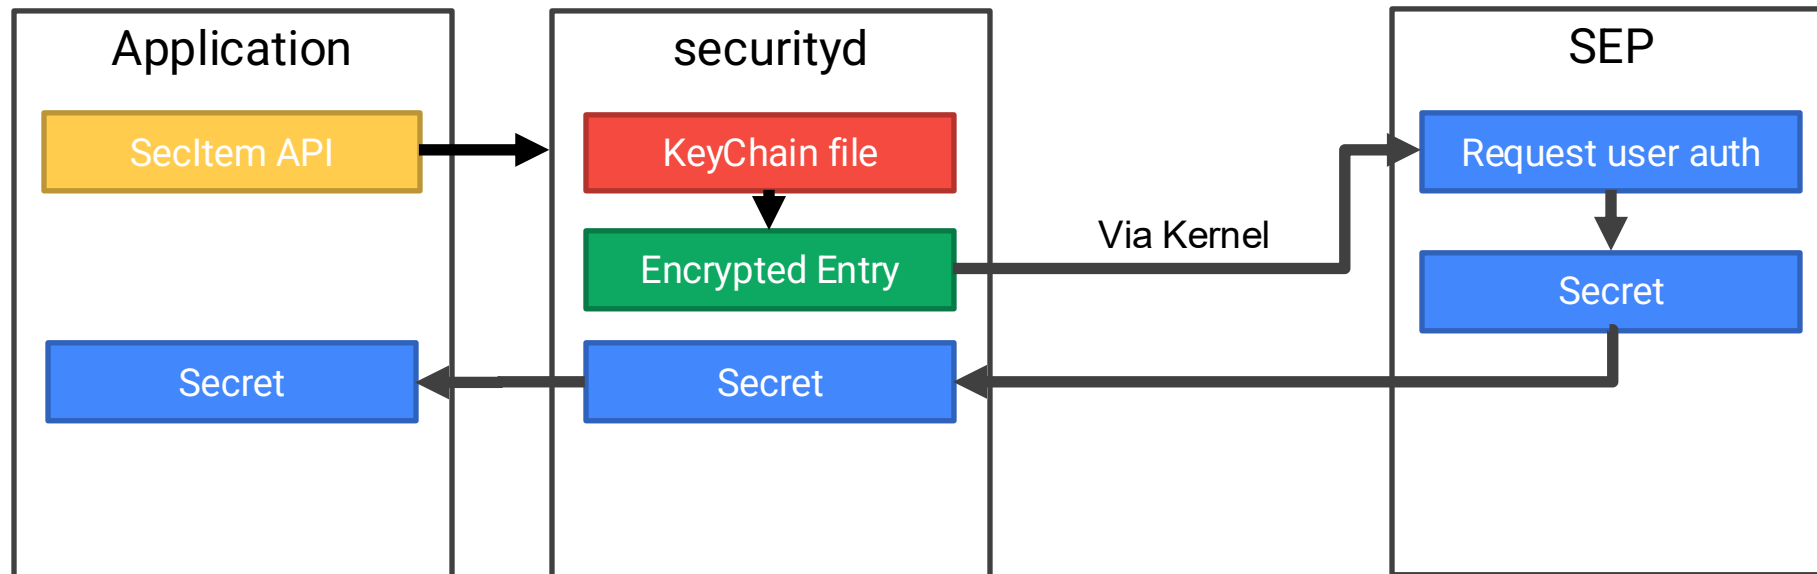 Application
securityd
SEP
SecItem API
KeyChain file
Request user auth
Via Kernel
Encrypted Entry
Secret
Secret
Secret